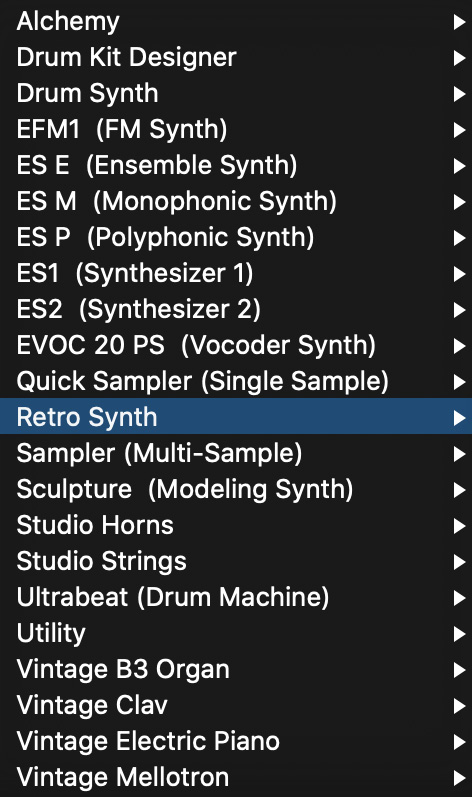 Alchemy
Drum Kit Designer
Drum Synth
EFM1  (FM Synth)
ES E  (Ensemble Synth)
ES M  (Monophonic Synth)
ES P  (Polyphonic Synth)
ES1  (Synthesizer 1)
ES2  (Synthesizer 2)
EVOC 20 PS  (Vocoder Synth)
Quick Sampler (Single Sample)
Retro Synth
Sampler (Multi-Sample)
Sculpture  (Modeling Synth)
Studio Horns
Studio Strings
Ultrabeat (Drum Machine)
Utility
Vintage B3 Organ
Vintage Clav
Vintage Electric Piano
Vintage Mellotron